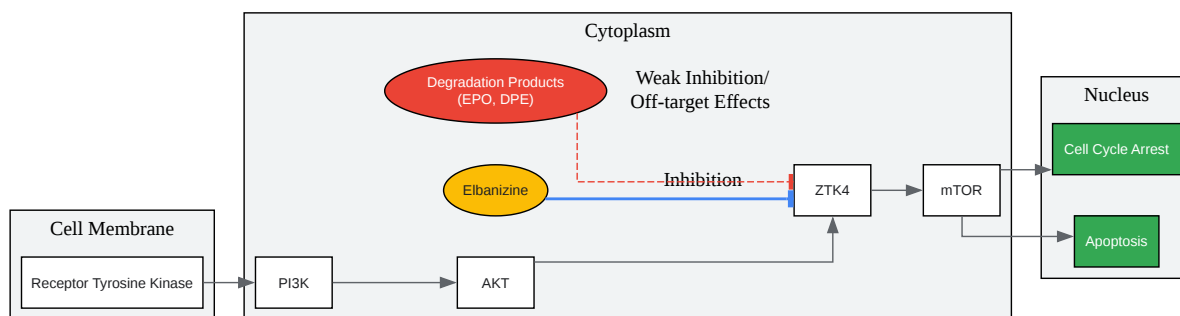 Cytoplasm
Degradation Products
(EPO, DPE)
Weak Inhibition/
Off-target Effects
Nucleus
Cell Cycle Arrest
Elbanizine
Inhibition
ZTK4
mTOR
Cell Membrane
Apoptosis
Receptor Tyrosine Kinase
PI3K
AKT